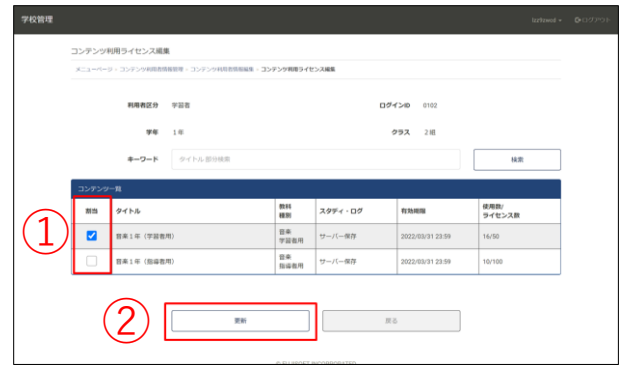 学校管理
ログアウト
コンテンツ利用ライセンス編集
メニューページ > コンテンツ利用者情報管理 > コンテンツ利用者情報編集 > コンテンツ利用ライセンス編集
利用者区分 学習者 ログインID 0102
学年 1年 クラス 2組
キーワード タイトル 部分検索 検索
コンテンツ一覧
割当 タイトル 教科種別 スタディ・ログ 有効期限 使用数/ライセンス数
① 音楽1年（学習者用） 音楽 学習者用 サーバー保存 2022/03/31 23:59 16/50
音楽1年（指導者用） 音楽 指導者用 サーバー保存 2022/03/31 23:59 10/100
② 更新 戻る